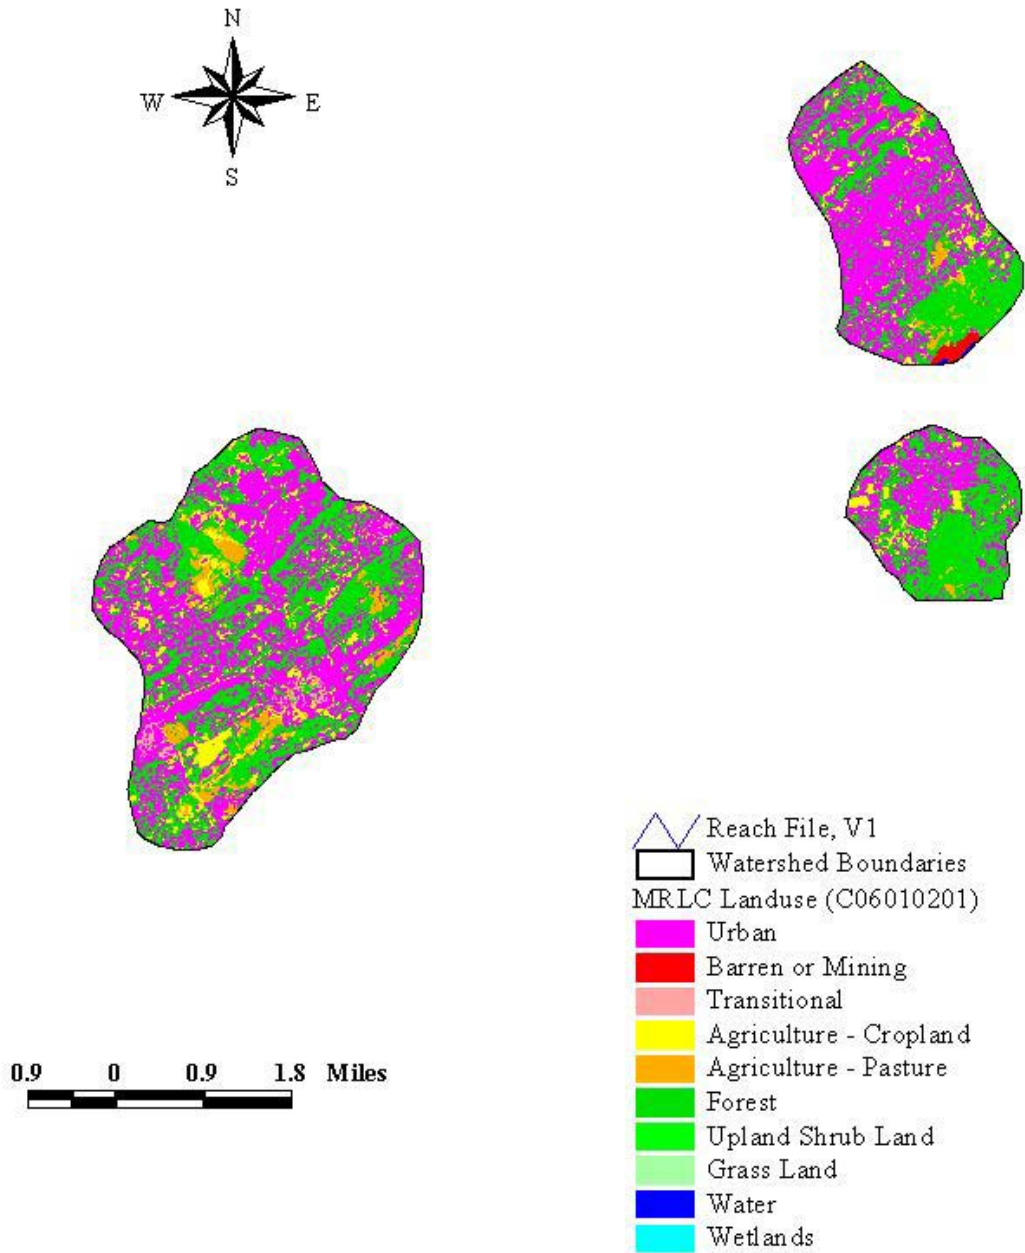 N
W E
S
Reach File, V1
Watershed Boundaries
MRLC Landuse (C06010201)
Urban
Barren or Mining
Transitional
Agriculture - Cropland
Agriculture - Pasture
Forest
Upland Shrub Land
Grass Land
Water
Wetlands
0.9 0 0.9 1.8 Miles